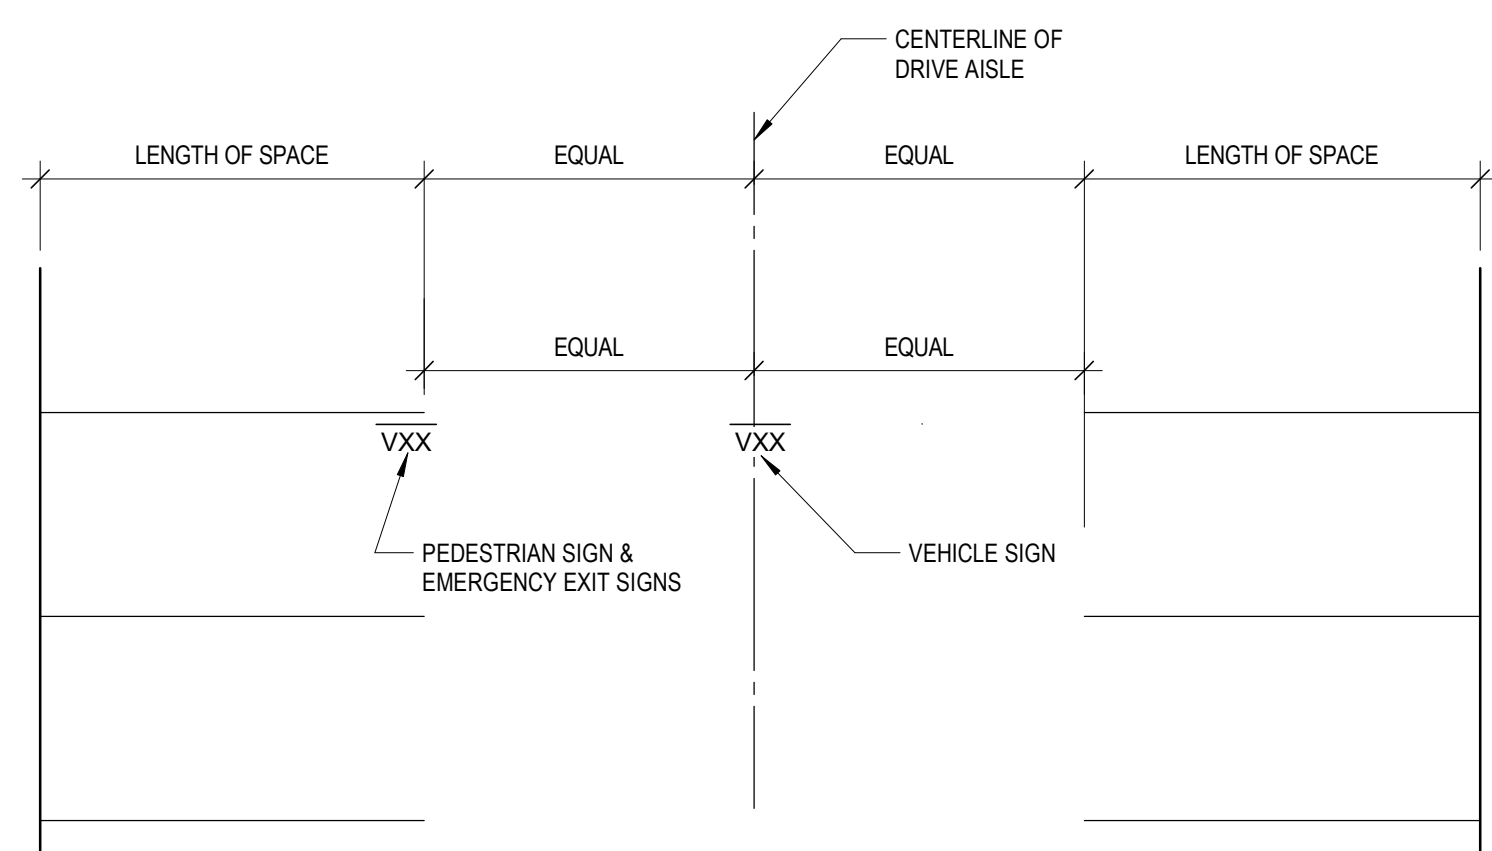 CENTERLINE OF
DRIVE AISLE
LENGTH OF SPACE
EQUAL
EQUAL
LENGTH OF SPACE
EQUAL
EQUAL
VXX
VXX
PEDESTRIAN SIGN &
EMERGENCY EXIT SIGNS
VEHICLE SIGN